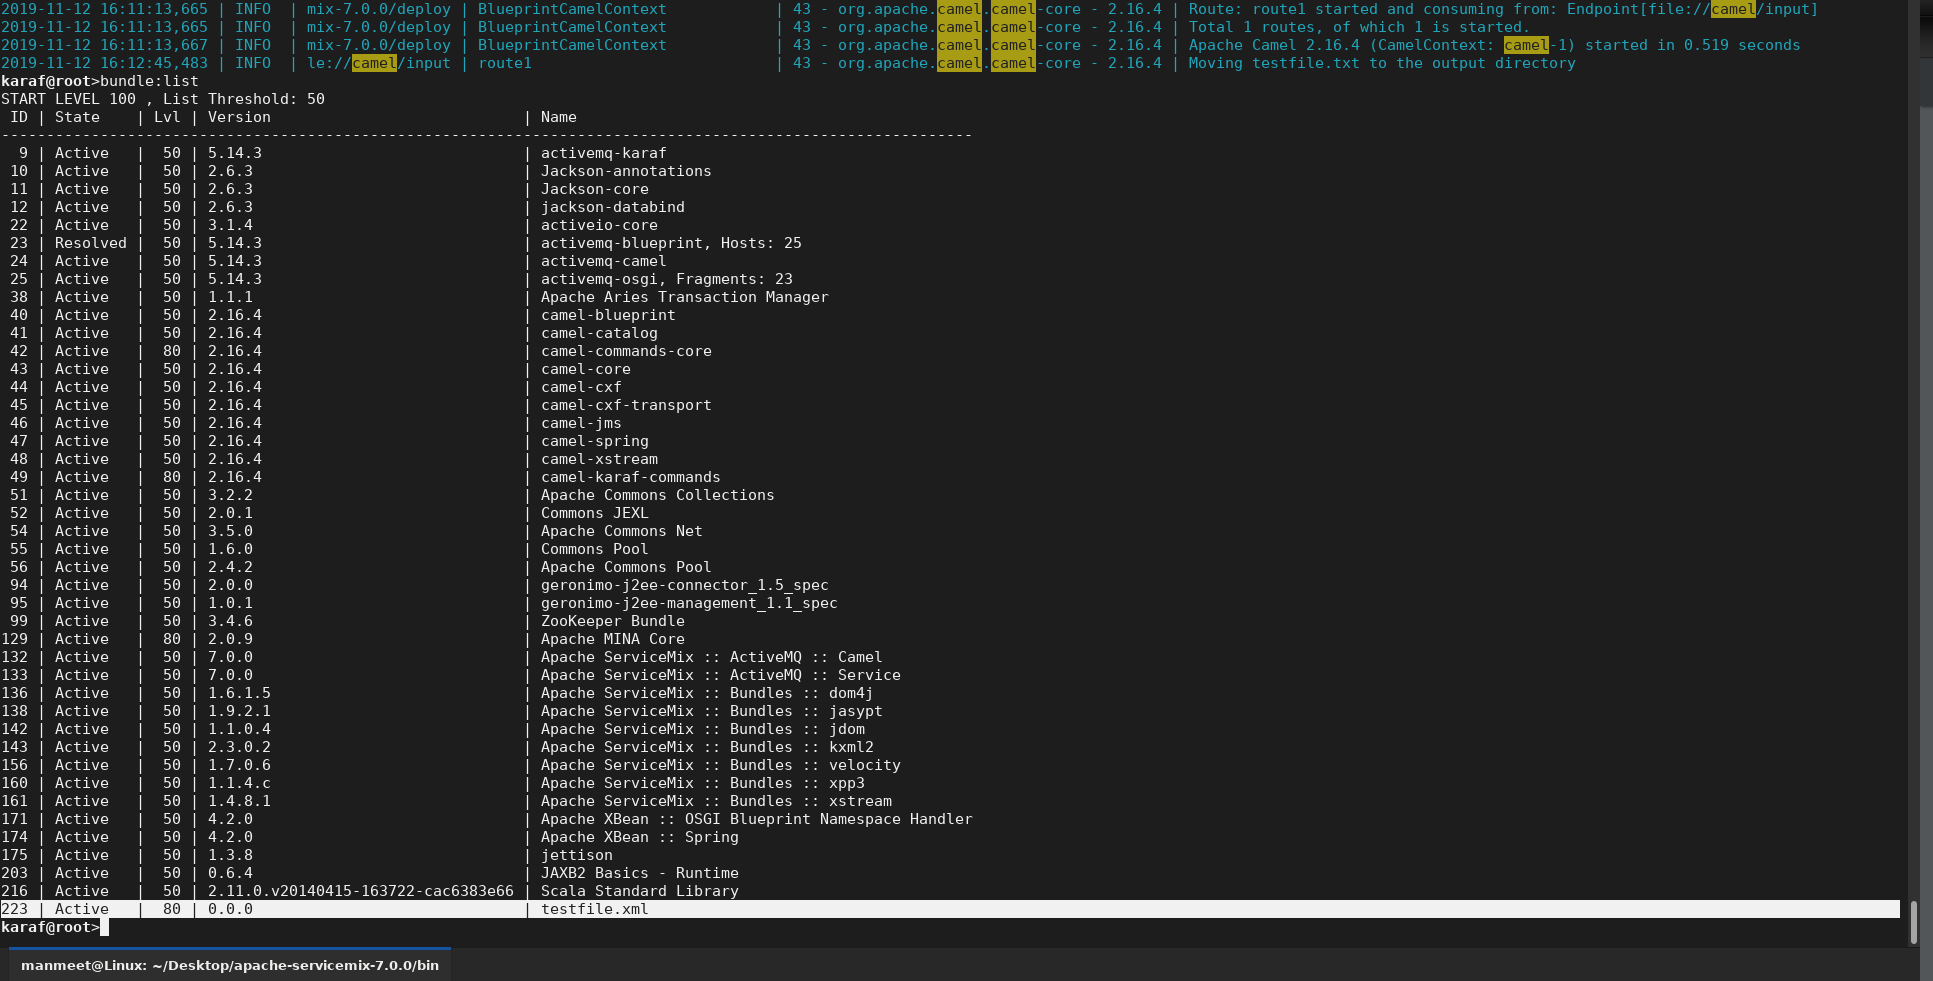 2019-11-12 16:11:13,665 | INFO  | mix-7.0.0/deploy | BlueprintCamelContext            | 43 - org.apache.camel.camel-core - 2.16.4 | Route: route1 started and consuming from: Endpoint[file://camel/input]
2019-11-12 16:11:13,665 | INFO  | mix-7.0.0/deploy | BlueprintCamelContext            | 43 - org.apache.camel.camel-core - 2.16.4 | Total 1 routes, of which 1 is started.
2019-11-12 16:11:13,667 | INFO  | mix-7.0.0/deploy | BlueprintCamelContext            | 43 - org.apache.camel.camel-core - 2.16.4 | Apache Camel 2.16.4 (CamelContext: camel-1) started in 0.519 seconds
2019-11-12 16:12:45,483 | INFO  | le://camel/input | route1                           | 43 - org.apache.camel.camel-core - 2.16.4 | Moving testfile.txt to the output directory
karaf@root>bundle:list
START LEVEL 100 , List Threshold: 50
 ID | State    | Lvl | Version                            | Name
------------------------------------------------------------------------------------------------------------
  9 | Active   |  50 | 5.14.3                             | activemq-karaf
 10 | Active   |  50 | 2.6.3                              | Jackson-annotations
 11 | Active   |  50 | 2.6.3                              | Jackson-core
 12 | Active   |  50 | 2.6.3                              | jackson-databind
 22 | Active   |  50 | 3.1.4                              | activeio-core
 23 | Resolved |  50 | 5.14.3                             | activemq-blueprint, Hosts: 25
 24 | Active   |  50 | 5.14.3                             | activemq-camel
 25 | Active   |  50 | 5.14.3                             | activemq-osgi, Fragments: 23
 38 | Active   |  50 | 1.1.1                              | Apache Aries Transaction Manager
 40 | Active   |  50 | 2.16.4                             | camel-blueprint
 41 | Active   |  50 | 2.16.4                             | camel-catalog
 42 | Active   |  80 | 2.16.4                             | camel-commands-core
 43 | Active   |  50 | 2.16.4                             | camel-core
 44 | Active   |  50 | 2.16.4                             | camel-cxf
 45 | Active   |  50 | 2.16.4                             | camel-cxf-transport
 46 | Active   |  50 | 2.16.4                             | camel-jms
 47 | Active   |  50 | 2.16.4                             | camel-spring
 48 | Active   |  50 | 2.16.4                             | camel-xstream
 49 | Active   |  80 | 2.16.4                             | camel-karaf-commands
 51 | Active   |  50 | 3.2.2                              | Apache Commons Collections
 52 | Active   |  50 | 2.0.1                              | Commons JEXL
 54 | Active   |  50 | 3.5.0                              | Apache Commons Net
 55 | Active   |  50 | 1.6.0                              | Commons Pool
 56 | Active   |  50 | 2.4.2                              | Apache Commons Pool
 94 | Active   |  50 | 2.0.0                              | geronimo-j2ee-connector_1.5_spec
 95 | Active   |  50 | 1.0.1                              | geronimo-j2ee-management_1.1_spec
 99 | Active   |  50 | 3.4.6                              | ZooKeeper Bundle
129 | Active   |  80 | 2.0.9                              | Apache MINA Core
132 | Active   |  50 | 7.0.0                              | Apache ServiceMix :: ActiveMQ :: Camel
133 | Active   |  50 | 7.0.0                              | Apache ServiceMix :: ActiveMQ :: Service
136 | Active   |  50 | 1.6.1.5                            | Apache ServiceMix :: Bundles :: dom4j
138 | Active   |  50 | 1.9.2.1                            | Apache ServiceMix :: Bundles :: jasypt
142 | Active   |  50 | 1.1.0.4                            | Apache ServiceMix :: Bundles :: jdom
143 | Active   |  50 | 2.3.0.2                            | Apache ServiceMix :: Bundles :: kxml2
156 | Active   |  50 | 1.7.0.6                            | Apache ServiceMix :: Bundles :: velocity
160 | Active   |  50 | 1.1.4.c                            | Apache ServiceMix :: Bundles :: xpp3
161 | Active   |  50 | 1.4.8.1                            | Apache ServiceMix :: Bundles :: xstream
171 | Active   |  50 | 4.2.0                              | Apache XBean :: OSGI Blueprint Namespace Handler
174 | Active   |  50 | 4.2.0                              | Apache XBean :: Spring
175 | Active   |  50 | 1.3.8                              | jettison
203 | Active   |  50 | 0.6.4                              | JAXB2 Basics - Runtime
216 | Active   |  50 | 2.11.0.v20140415-163722-cac6383e66 | Scala Standard Library
223 | Active   |  80 | 0.0.0                              | testfile.xml
karaf@root>
manmeet@Linux: ~/Desktop/apache-servicemix-7.0.0/bin